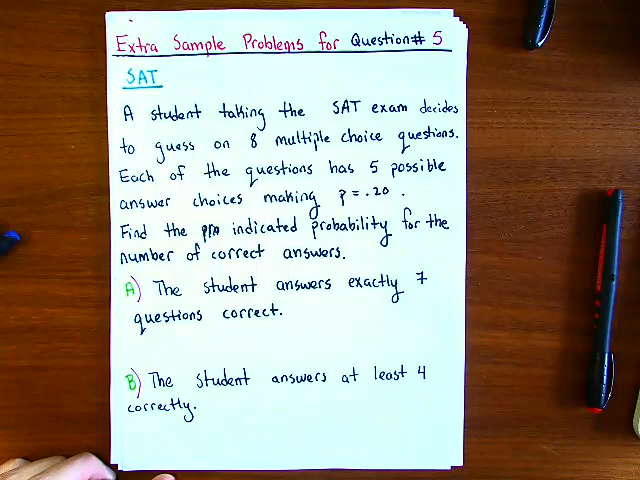 Extra Sample Problems for Question# 5
SAT
A student taking the SAT exam decides
to guess on 8 multiple choice questions.
Each of the questions has 5 possible
answer choices making p = .20 .
Find the indicated probability for the
number of correct answers.
A) The student answers exactly 7
questions correct.
B) The student answers at least 4
correctly.